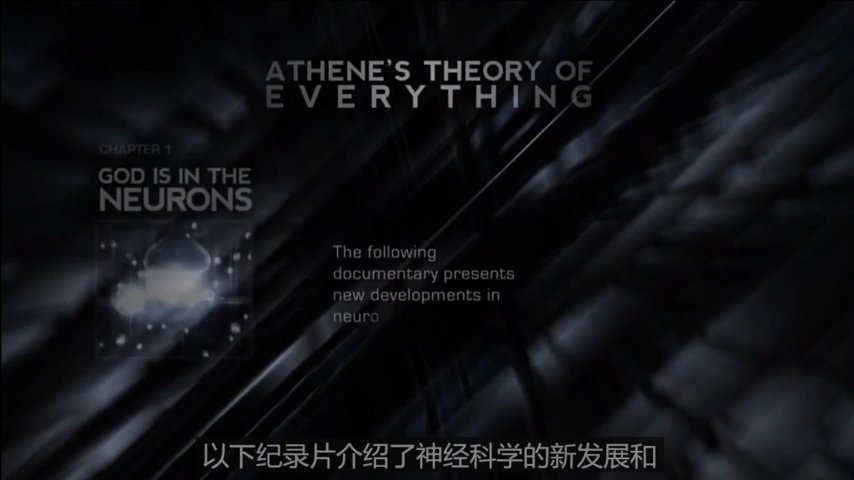 ATHENE'S THEORY OF
EVERYTHING
CHAPTER 1
GOD IS IN THE
NEURONS
The following
documentary presents
new developments in
neuro
以下纪录片介绍了神经科学的新发展和